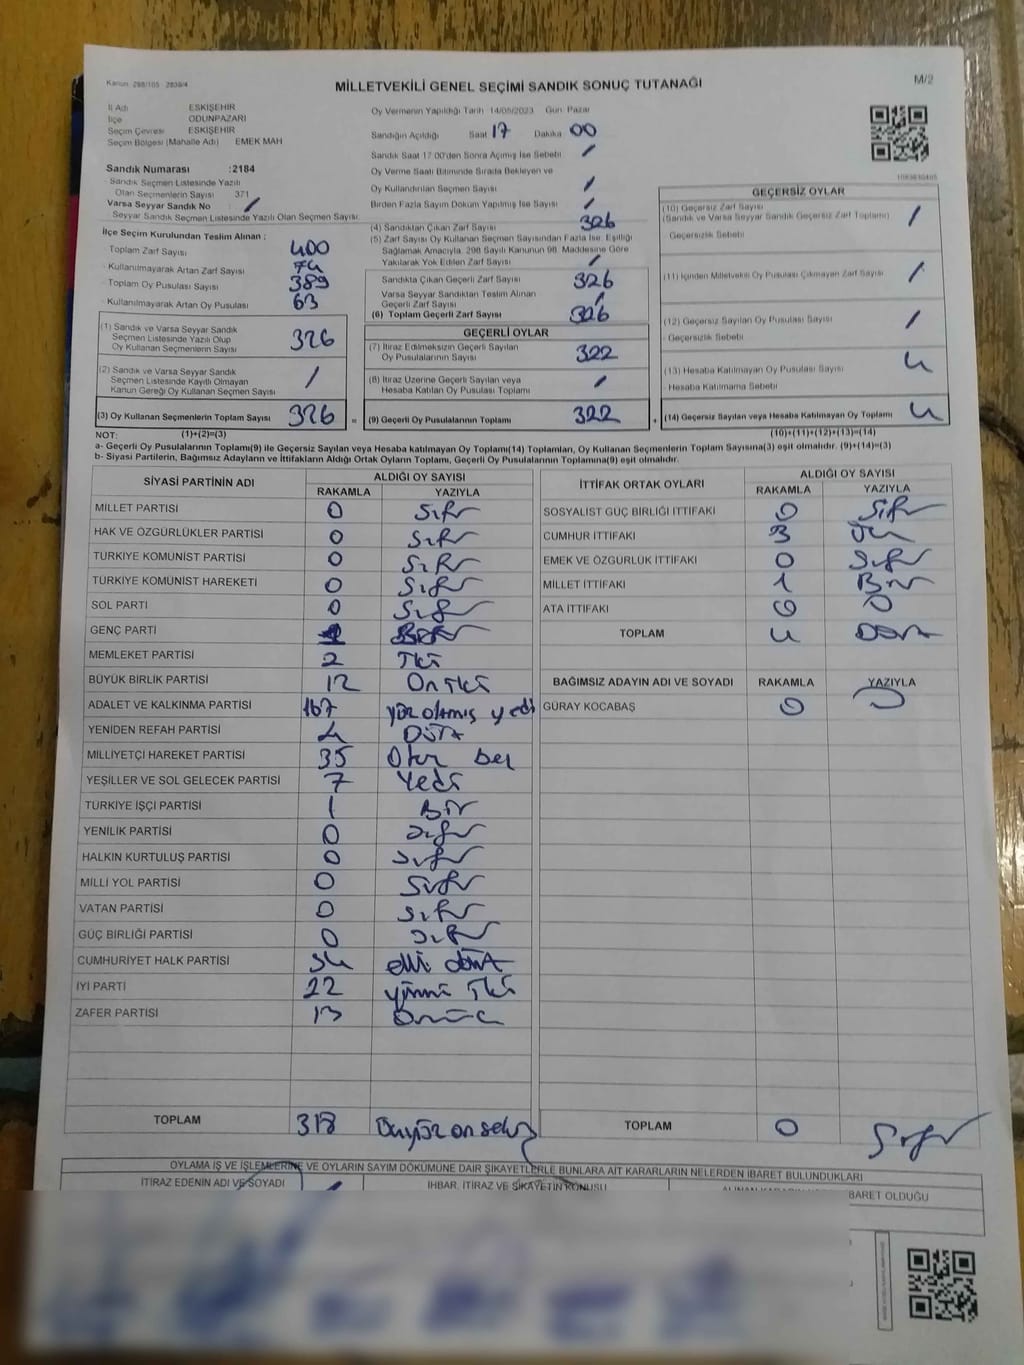 Kanun: 298/105 2839/4
MİLLETVEKİLİ GENEL SEÇİMİ SANDIK SONUÇ TUTANAĞI
M/2
İl Adı ESKİŞEHİR
İlçe ODUNPAZARI
Seçim Çevresi ESKİŞEHİR
Seçim Bölgesi (Mahalle Adı) EMEK MAH
Sandık Numarası :2184
Sandık Seçmen Listesinde Yazılı
Olan Seçmenlerin Sayısı 371
Varsa Seyyar Sandık No /
Seyyar Sandık Seçmen Listesinde Yazılı Olan Seçmen Sayısı:
İlçe Seçim Kurulundan Teslim Alınan :
Toplam Zarf Sayısı 400
Kullanılmayarak Artan Zarf Sayısı 74
Toplam Oy Pusulası Sayısı 389
Kullanılmayarak Artan Oy Pusulası 63
(1) Sandık ve Varsa Seyyar Sandık
Seçmen Listesinde Yazılı Olup
Oy Kullanan Seçmenlerin Sayısı 326
(2) Sandık ve Varsa Seyyar Sandık
Seçmen Listesinde Kayıtlı Olmayan
Kanun Gereği Oy Kullanan Seçmen Sayısı /
(3) Oy Kullanan Seçmenlerin Toplam Sayısı 326 =
Oy Vermenin Yapıldığı Tarih 14/05/2023 Gün Pazar
Sandığın Açıldığı Saat 17 Dakika 00
Sandık Saat 17.00'den Sonra Açılmış İse Sebebi /
Oy Verme Saati Bitiminde Sırada Bekleyen ve
Oy Kullandırılan Seçmen Sayısı /
Birden Fazla Sayım Döküm Yapılmış İse Sayısı /
(4) Sandıktan Çıkan Zarf Sayısı 326
(5) Zarf Sayısı Oy Kullanan Seçmen Sayısından Fazla İse, Eşitliği
Sağlamak Amacıyla, 298 Sayılı Kanunun 98. Maddesine Göre
Yakılarak Yok Edilen Zarf Sayısı /
Sandıkta Çıkan Geçerli Zarf Sayısı 326
Varsa Seyyar Sandıktan Teslim Alınan
Geçerli Zarf Sayısı /
(6) Toplam Geçerli Zarf Sayısı 326
GEÇERLİ OYLAR
(7) İtiraz Edilmeksizin Geçerli Sayılan
Oy Pusulalarının Sayısı 322
(8) İtiraz Üzerine Geçerli Sayılan veya
Hesaba Katılan Oy Pusulası Toplamı /
(9) Geçerli Oy Pusulalarının Toplamı 322 +
GEÇERSİZ OYLAR
(10) Geçersiz Zarf Sayısı
(Sandık ve Varsa Seyyar Sandık Geçersiz Zarf Toplamı) /
Geçersizlik Sebebi
(11) İçinden Milletvekili Oy Pusulası Çıkmayan Zarf Sayısı /
(12) Geçersiz Sayılan Oy Pusulası Sayısı /
Geçersizlik Sebebi
(13) Hesaba Katılmayan Oy Pusulası Sayısı 4
- Hesaba Katılmama Sebebi
(14) Geçersiz Sayılan veya Hesaba Katılmayan Oy Toplamı 4
NOT: (1)+(2)=(3)
(10)+(11)+(12)+(13)=(14)
a- Geçerli Oy Pusulalarının Toplamı(9) ile Geçersiz Sayılan veya Hesaba katılmayan Oy Toplamı(14) Toplamları, Oy Kullanan Seçmenlerin Toplam Sayısına(3) eşit olmalıdır. (9)+(14)=(3)
b- Siyasi Partilerin, Bağımsız Adayların ve İttifakların Aldığı Ortak Oyların Toplamı, Geçerli Oy Pusulalarının Toplamına(9) eşit olmalıdır.
SİYASİ PARTİNİN ADI ALDIĞI OY SAYISI
RAKAMLA YAZIYLA
MİLLET PARTİSİ 0 Sıfır
HAK VE ÖZGÜRLÜKLER PARTİSİ 0 Sıfır
TÜRKİYE KOMÜNİST PARTİSİ 0 Sıfır
TÜRKİYE KOMÜNİST HAREKETİ 0 Sıfır
SOL PARTİ 0 Sıfır
GENÇ PARTİ 1 Bir
MEMLEKET PARTİSİ 2 İki
BÜYÜK BİRLİK PARTİSİ 12 On iki
ADALET VE KALKINMA PARTİSİ 167 yüz altmış yedi
YENİDEN REFAH PARTİSİ 4 Dört
MİLLİYETÇİ HAREKET PARTİSİ 35 Otuz beş
YEŞİLLER VE SOL GELECEK PARTİSİ 7 Yedi
TÜRKİYE İŞÇİ PARTİSİ 1 Bir
YENİLİK PARTİSİ 0 Sıfır
HALKIN KURTULUŞ PARTİSİ 0 Sıfır
MİLLİ YOL PARTİSİ 0 Sıfır
VATAN PARTİSİ 0 Sıfır
GÜÇ BİRLİĞİ PARTİSİ 0 Sıfır
CUMHURİYET HALK PARTİSİ 54 elli dört
İYİ PARTİ 22 yirmi iki
ZAFER PARTİSİ 13 Onüç
TOPLAM 318 Üçyüz on sekiz
İTTİFAK ORTAK OYLARI ALDIĞI OY SAYISI
RAKAMLA YAZIYLA
SOSYALİST GÜÇ BİRLİĞİ İTTİFAKI 0 Sıfır
CUMHUR İTTİFAKI 3 Üç
EMEK VE ÖZGÜRLÜK İTTİFAKI 0 Sıfır
MİLLET İTTİFAKI 1 Bir
ATA İTTİFAKI 0 0
TOPLAM 4 Dört
BAĞIMSIZ ADAYIN ADI VE SOYADI RAKAMLA YAZIYLA
GÜRAY KOCABAŞ 0 0
TOPLAM 0 Sıfır
OYLAMA İŞ VE İŞLEMLERİNE VE OYLARIN SAYIM DÖKÜMÜNE DAİR ŞİKAYETLERLE BUNLARA AİT KARARLARIN NELERDEN İBARET BULUNDUKLARI
İTİRAZ EDENİN ADI VE SOYADI İHBAR, İTİRAZ VE ŞİKAYETİN KONUSU İBARET OLDUĞU